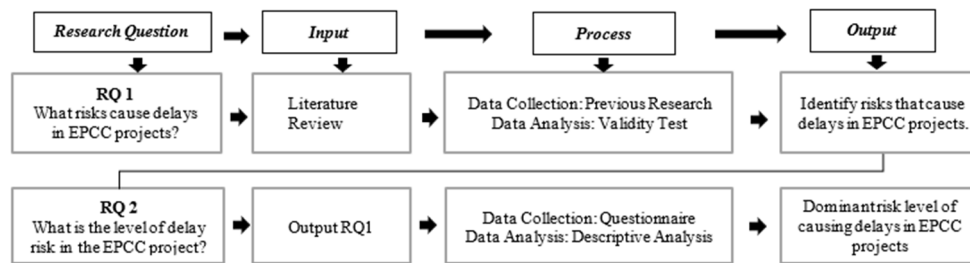 Research Question
Input
Process
Output
RQ 1
What risks cause delays
in EPCC projects?
Literature
Review
Data Collection: Previous Research
Data Analysis: Validity Test
Identify risks that cause
delays in EPCC projects.
RQ 2
What is the level of delay
risk in the EPCC project?
Output RQ1
Data Collection: Questionnaire
Data Analysis: Descriptive Analysis
Dominant risk level of
causing delays in EPCC
projects